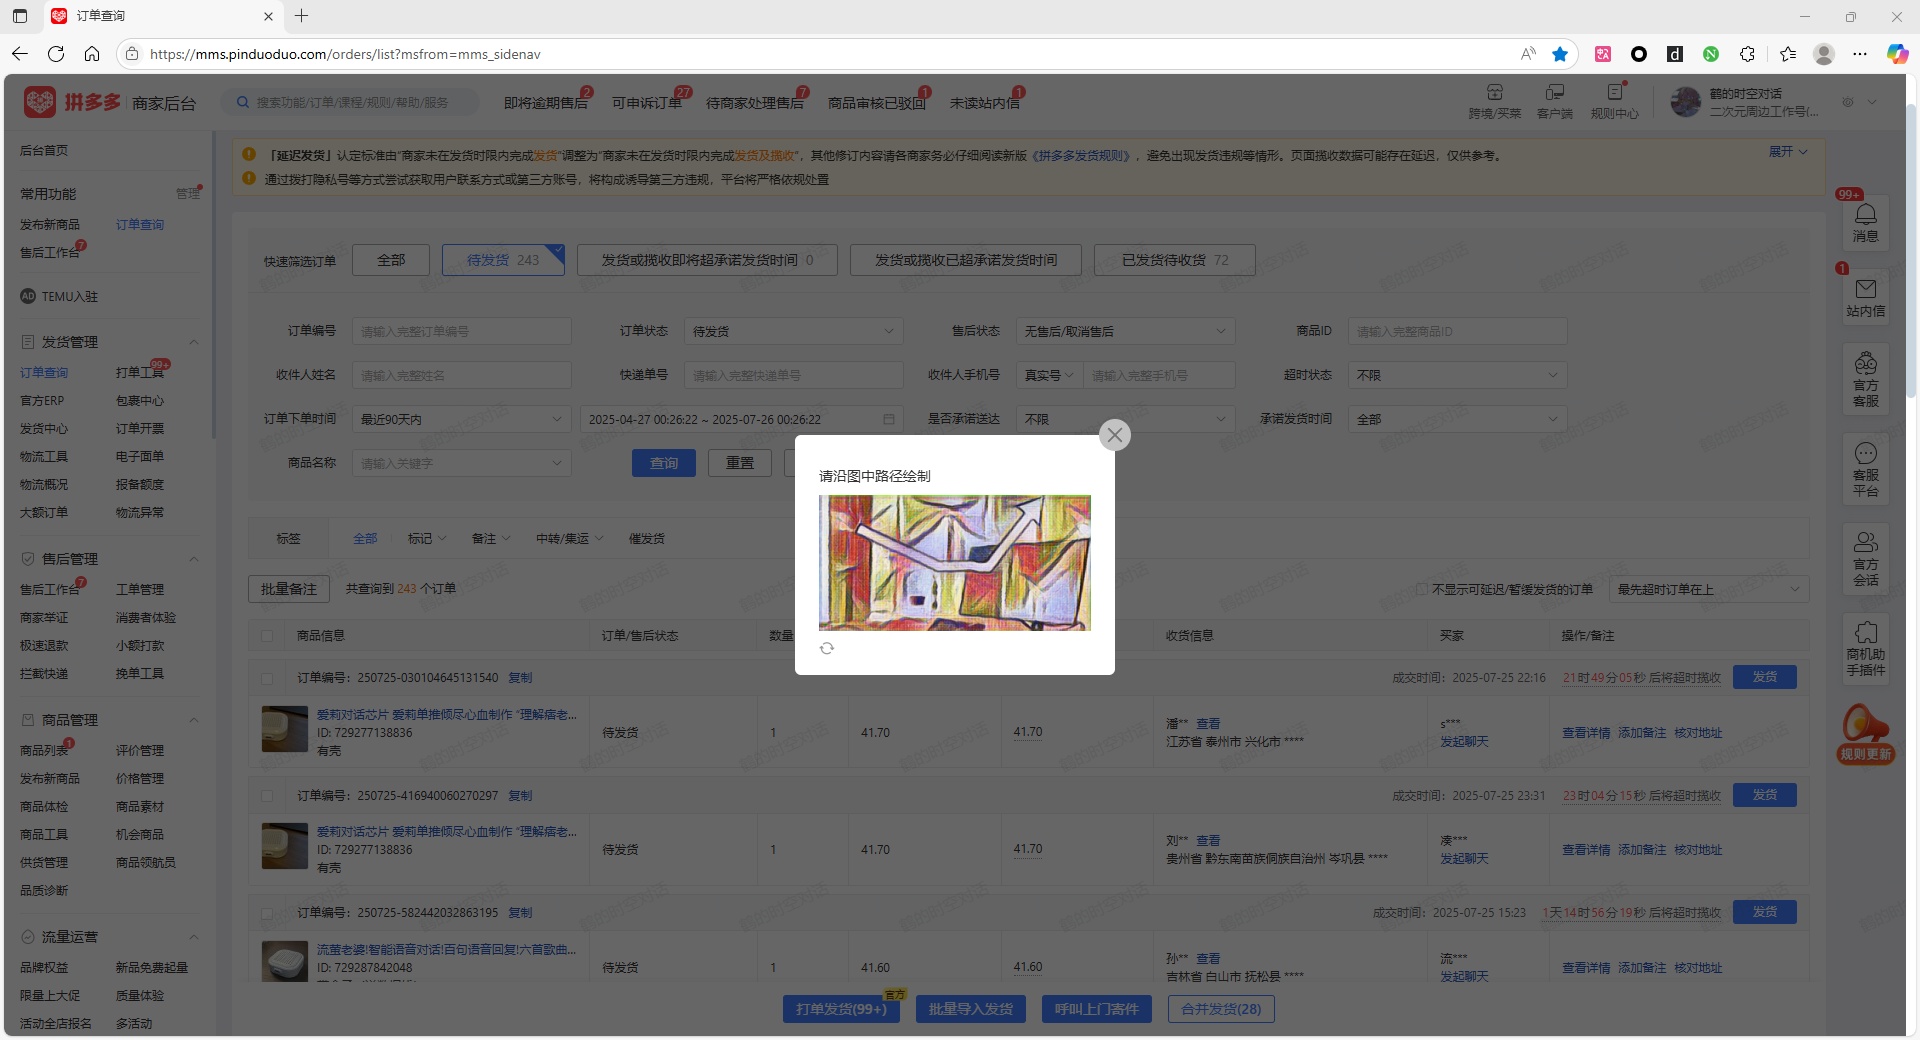 订单查询
https://mms.pinduoduo.com/orders/list?msfrom=mms_sidenav
拼多多 商家后台
搜索功能/订单/课程/规则/帮助/服务
即将逾期售后 2 可申诉订单 27 待商家处理售后 7 商品审核已驳回 1 未读站内信 1
跨境/买菜 客户端 规则中心
鹤的时空对话
二次元周边工作号(...
后台首页
常用功能 管理
发布新商品 订单查询
售后工作台 7
AD TEMU入驻
发货管理
订单查询 打单工具 99+
官方ERP 包裹中心
发货中心 订单开票
物流工具 电子面单
物流概况 报备额度
大额订单 物流异常
售后管理
售后工作台 7 工单管理
商家举证 消费者体验
极速退款 小额打款
拦截快递 挽单工具
商品管理
商品列表 1 评价管理
发布新商品 价格管理
商品体检 商品素材
商品工具 机会商品
供货管理 商品领航员
品质诊断
流量运营
品牌权益 新品免费起量
限量上大促 质量体验
活动全店报名 多活动
「延迟发货」认定标准由“商家未在发货时限内完成发货”调整为“商家未在发货时限内完成发货及揽收”，其他修订内容请各商家务必仔细阅读新版《拼多多发货规则》，避免出现发货违规等情形。页面揽收数据可能存在延迟，仅供参考。 展开
通过拨打隐私号等方式尝试获取用户联系方式或第三方账号，将构成诱导第三方违规，平台将严格依规处置
快速筛选订单 全部 待发货 243 发货或揽收即将超承诺发货时间 0 发货或揽收已超承诺发货时间 已发货待收货 72
订单编号 请输入完整订单编号 订单状态 待发货 售后状态 无售后/取消售后 商品ID 请输入完整商品ID
收件人姓名 请输入完整姓名 快递单号 请输入完整快递单号 收件人手机号 真实号 请输入完整手机号 超时状态 不限
订单下单时间 最近90天内 2025-04-27 00:26:22 ~ 2025-07-26 00:26:22 是否承诺送达 不限 承诺发货时间 全部
商品名称 请输入关键字 查询 重置
请沿图中路径绘制
标签 全部 标记 备注 中转/集运 催发货
批量备注 共查询到 243 个订单 不显示可延迟/暂缓发货的订单 最先超时订单在上
商品信息 订单/售后状态 数量 收货信息 买家 操作/备注
订单编号：250725-030104645131540 复制 成交时间：2025-07-25 22:16 21时49分05秒 后将超时揽收 发货
爱莉对话芯片 爱莉单推倾尽心血制作 “理解痞老...
ID: 729277138836
有壳
待发货 1 41.70 41.70
潘** 查看
江苏省 泰州市 兴化市 ****
s***
发起聊天
查看详情 添加备注 核对地址
订单编号：250725-416940060270297 复制 成交时间：2025-07-25 23:31 23时04分15秒 后将超时揽收 发货
爱莉对话芯片 爱莉单推倾尽心血制作 “理解痞老...
ID: 729277138836
有壳
待发货 1 41.70 41.70
刘** 查看
贵州省 黔东南苗族侗族自治州 岑巩县 ****
凑***
发起聊天
查看详情 添加备注 核对地址
订单编号：250725-582442032863195 复制 成交时间：2025-07-25 15:23 1天14时56分19秒 后将超时揽收 发货
流萤老婆!智能语音对话!百句语音回复!六首歌曲...
ID: 729287842048
待发货 1 41.60 41.60
孙** 查看
吉林省 白山市 抚松县 ****
流***
发起聊天
查看详情 添加备注 核对地址
打单发货(99+) 官方 批量导入发货 呼叫上门寄件 合并发货(28)
99+
消息
1
站内信
官方
客服
客服
平台
官方
会话
商机助
手插件
规则更新